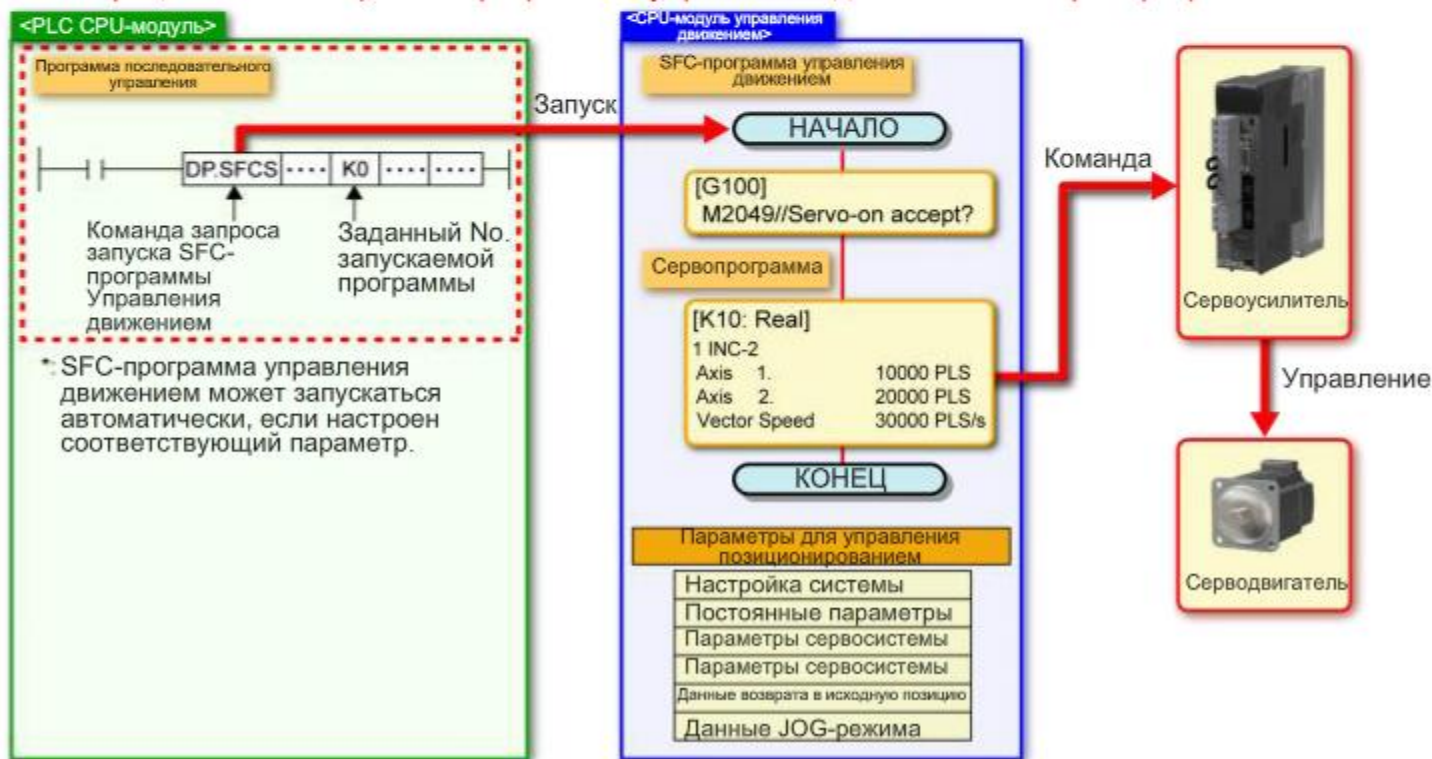 <PLC CPU-модуль>
Программа последовательного
управления
DP.SFCS
····
K0
····
····
Команда запроса
запуска SFC-
программы
Управления
движением
Заданный No.
запускаемой
программы
*: SFC-программа управления
движением может запускаться
автоматически, если настроен
соответствующий параметр.
Запуск
<CPU-модуль управления
движением>
SFC-программа управления
движением
НАЧАЛО
[G100]
M2049//Servo-on accept?
Сервопрограмма
[K10: Real]
1 INC-2
Axis 1. 10000 PLS
Axis 2. 20000 PLS
Vector Speed 30000 PLS/s
КОНЕЦ
Параметры для управления
позиционированием
Настройка системы
Постоянные параметры
Параметры сервосистемы
Параметры сервосистемы
Данные возврата в исходную позицию
Данные JOG-режима
Команда
Сервоусилитель
Управление
Серводвигатель